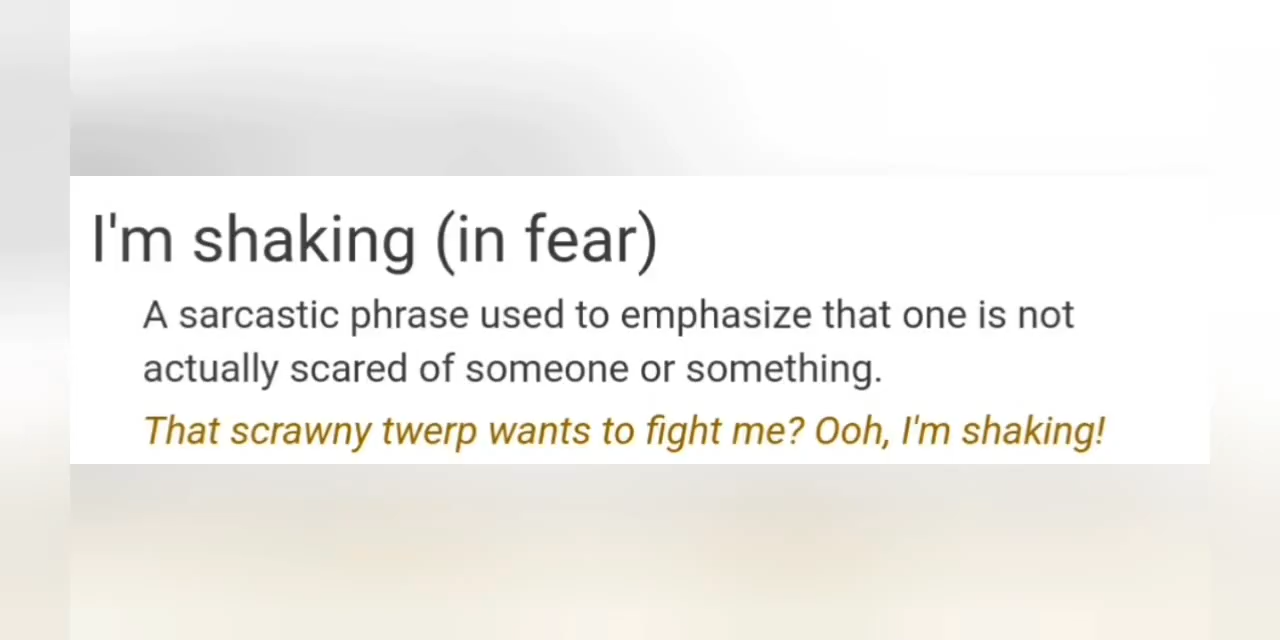 I'm shaking (in fear)
A sarcastic phrase used to emphasize that one is not
actually scared of someone or something.
That scrawny twerp wants to fight me? Ooh, I'm shaking!